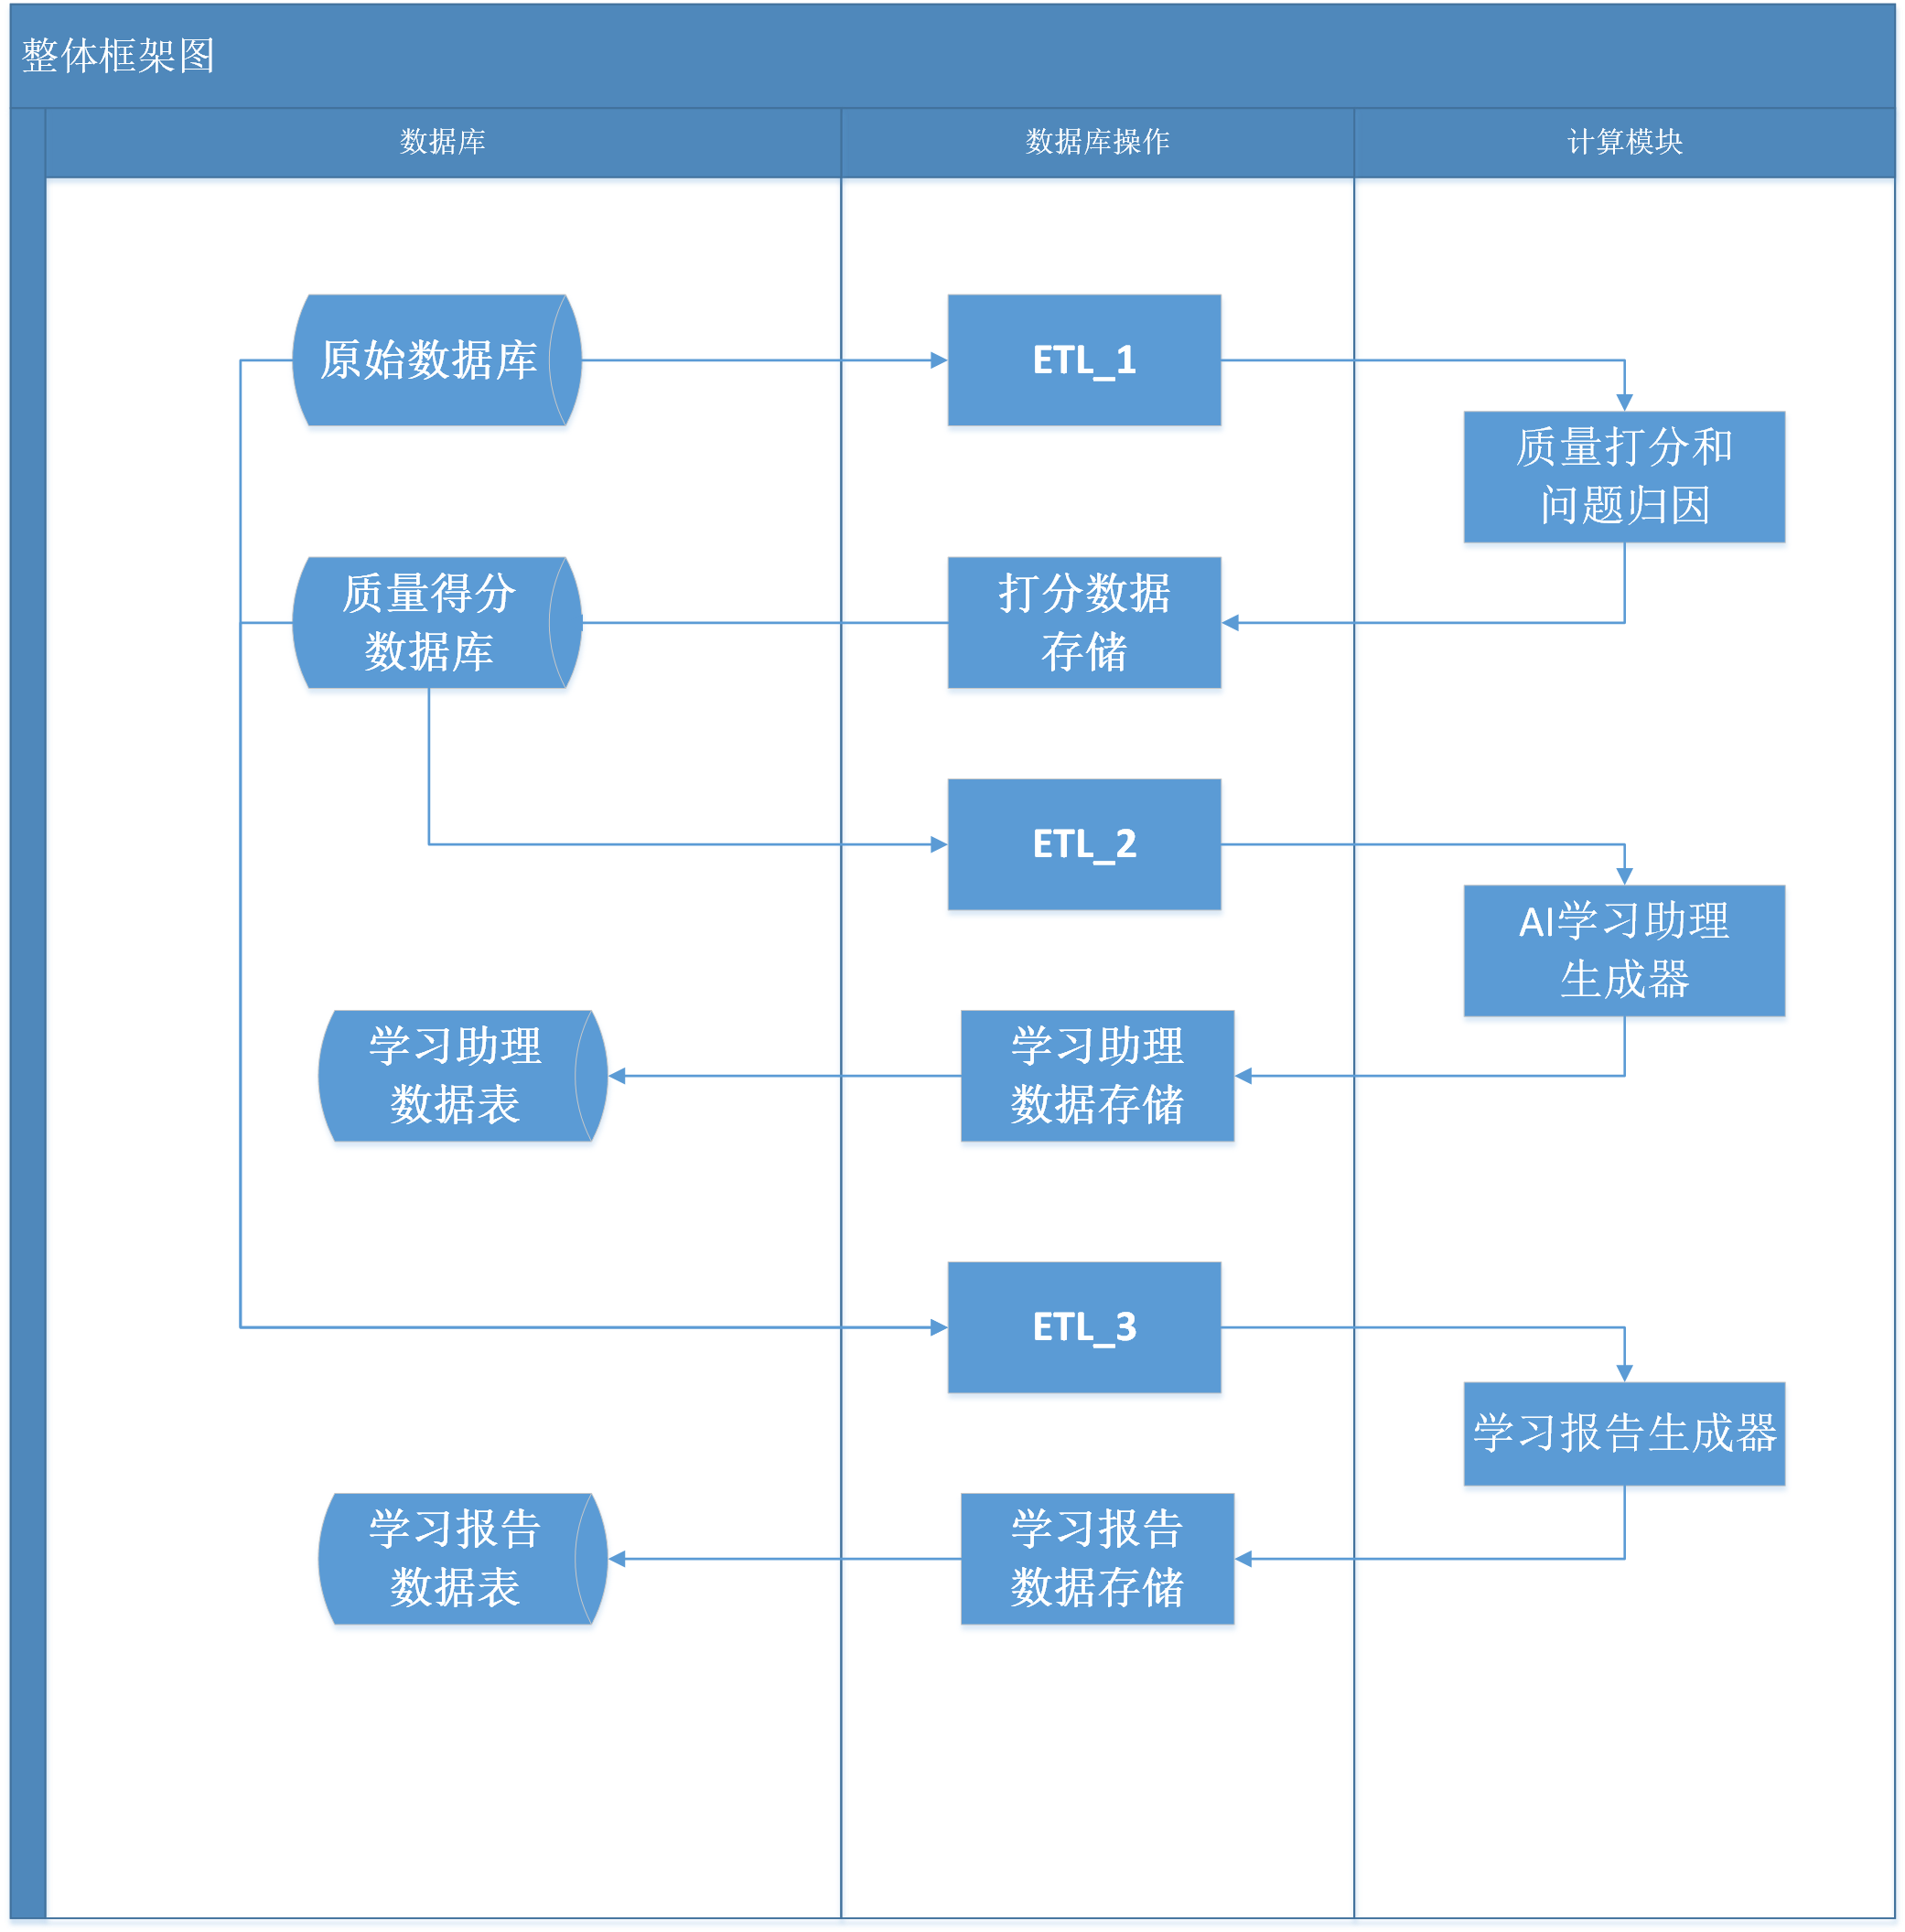 整体框架图
数据库
数据库操作
计算模块
原始数据库
ETL_1
质量打分和
问题归因
质量得分
数据库
打分数据
存储
ETL_2
AI学习助理
生成器
学习助理
数据表
学习助理
数据存储
ETL_3
学习报告生成器
学习报告
数据表
学习报告
数据存储